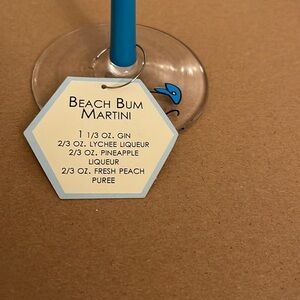 BEACH BUM
MARTINI
1 1/3 OZ. GIN
2/3 OZ. LYCHEE LIQUEUR
2/3 OZ. PINEAPPLE
LIQUEUR
2/3 OZ. FRESH PEACH
PUREE